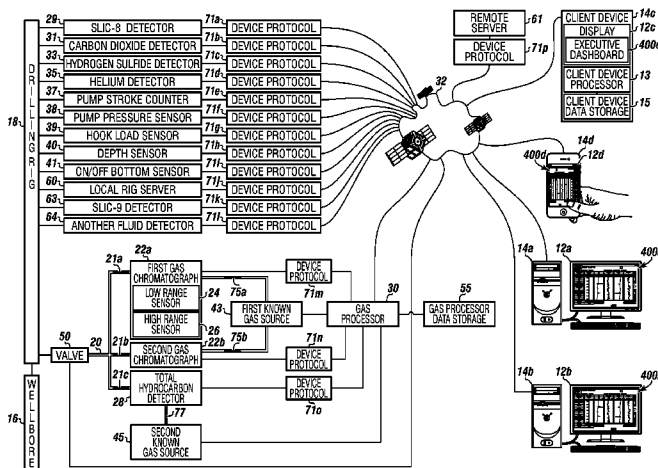 29
SLIC-8 DETECTOR
71a
DEVICE PROTOCOL
31
CARBON DIOXIDE DETECTOR
71b
DEVICE PROTOCOL
33
HYDROGEN SULFIDE DETECTOR
71c
DEVICE PROTOCOL
35
HELIUM DETECTOR
71d
DEVICE PROTOCOL
37
PUMP STROKE COUNTER
71e
DEVICE PROTOCOL
38
PUMP PRESSURE SENSOR
71f
DEVICE PROTOCOL
39
HOOK LOAD SENSOR
71g
DEVICE PROTOCOL
40
DEPTH SENSOR
71h
DEVICE PROTOCOL
41
ON/OFF BOTTOM SENSOR
71i
DEVICE PROTOCOL
60
LOCAL RIG SERVER
71j
DEVICE PROTOCOL
63
SLIC-9 DETECTOR
71k
DEVICE PROTOCOL
64
ANOTHER FLUID DETECTOR
71l
DEVICE PROTOCOL
18
DRILLING RIG
32
REMOTE SERVER
61
DEVICE PROTOCOL
71p
CLIENT DEVICE
14c
DISPLAY
12c
EXECUTIVE DASHBOARD
400c
CLIENT DEVICE PROCESSOR
13
CLIENT DEVICE DATA STORAGE
15
14d
400d
12d
22a
21a
FIRST GAS CHROMATOGRAPH
LOW RANGE SENSOR
24
HIGH RANGE SENSOR
26
75a
DEVICE PROTOCOL
71m
43
FIRST KNOWN GAS SOURCE
30
GAS PROCESSOR
55
GAS PROCESSOR DATA STORAGE
50
VALVE
20
21b
SECOND GAS CHROMATOGRAPH
22b
75b
71n
DEVICE PROTOCOL
21c
TOTAL HYDROCARBON DETECTOR
28
DEVICE PROTOCOL
71o
77
45
SECOND KNOWN GAS SOURCE
16
WELLBORE
14a
12a
14b
12b